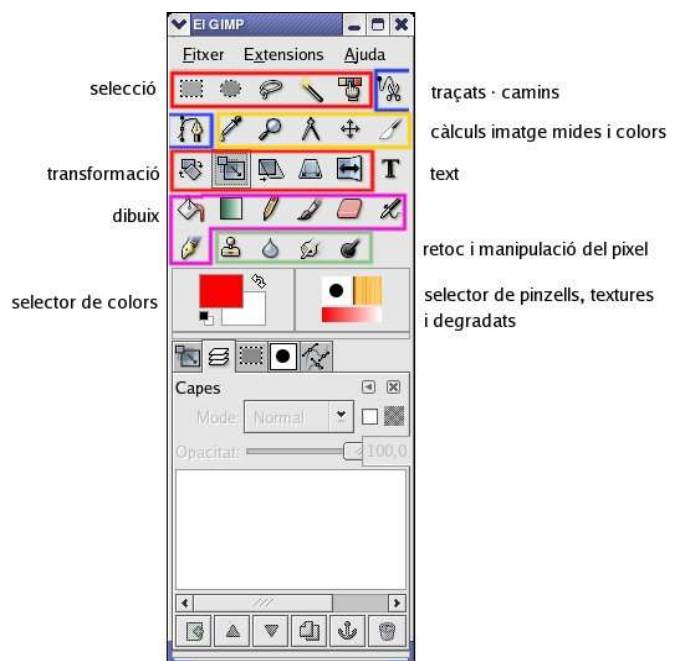 El GIMP
Fitxer Extensions Ajuda
selecció
traçats · camins
càlculs imatge mides i colors
transformació
T
text
dibuix
retoc i manipulació del pixel
selector de colors
selector de pinzells, textures
i degradats
Capes
Mode: Normal
Opacitat: 100,0